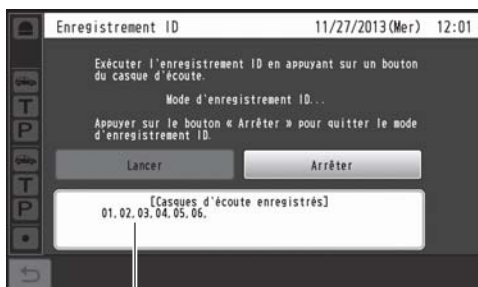 Enregistrement ID 11/27/2013(Mer) 12:01
Exécuter l'enregistrement ID en appuyant sur un bouton
du casque d'écoute.
Mode d'enregistrement ID...
Appuyer sur le bouton « Arrêter » pour quitter le mode
d'enregistrement ID.
Lancer Arrêter
T
P
T
P
[Casques d'écoute enregistrés]
01,02,03,04,05,06,